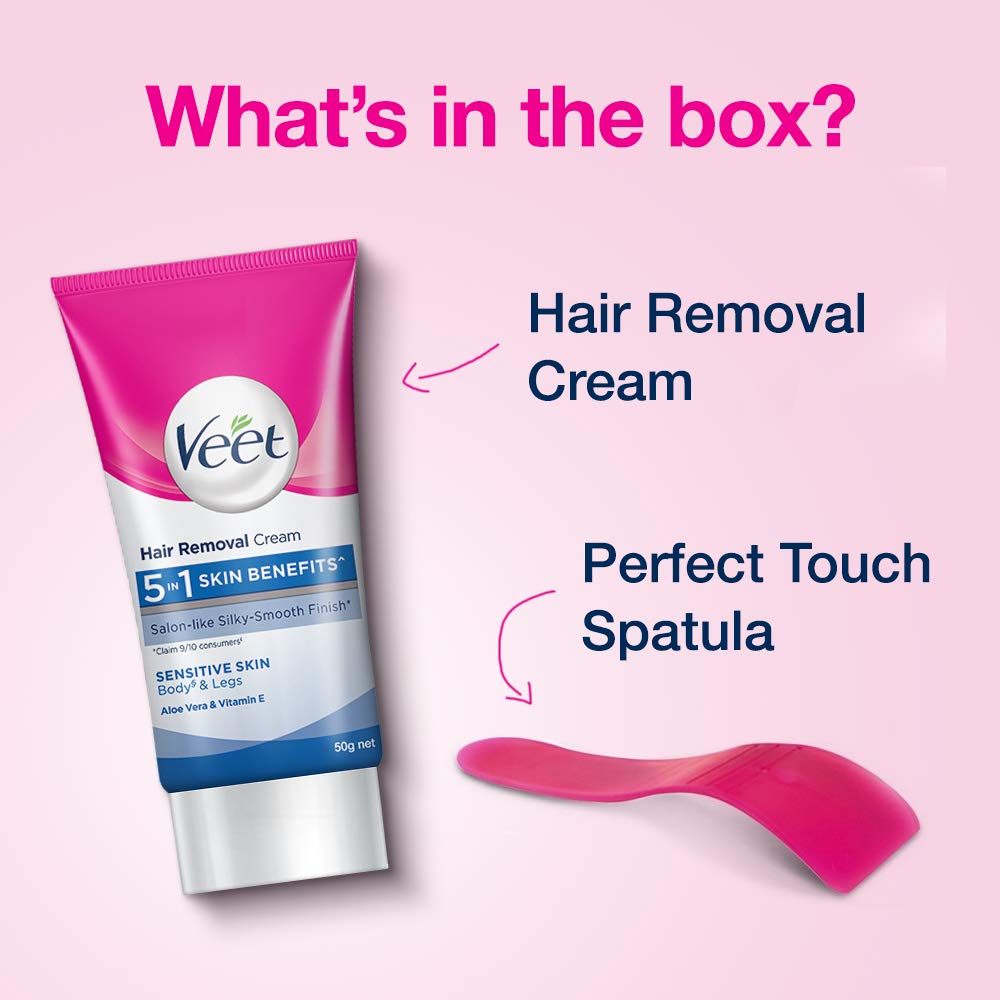 What's in the box?
Hair Removal
Cream
Veet
Hair Removal Cream
5 IN 1 SKIN BENEFITS^
Salon-like Silky-Smooth Finish*
*Claim 9/10 consumers
SENSITIVE SKIN
Body§ & Legs
Aloe Vera & Vitamin E
50g net
Perfect Touch
Spatula